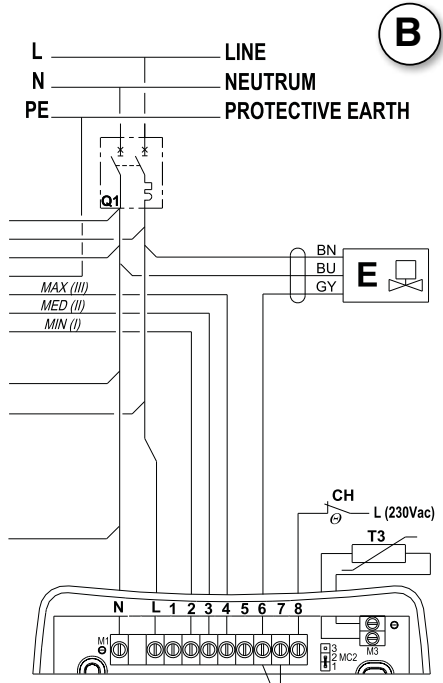 B
L LINE
N NEUTRUM
PE PROTECTIVE EARTH
Q1
BN
BU
GY
E
MAX (III)
MED (II)
MIN (I)
CH
L (230Vac)
T3
N L 1 2 3 4 5 6 7 8
M1
3
2
1
MC2
M3